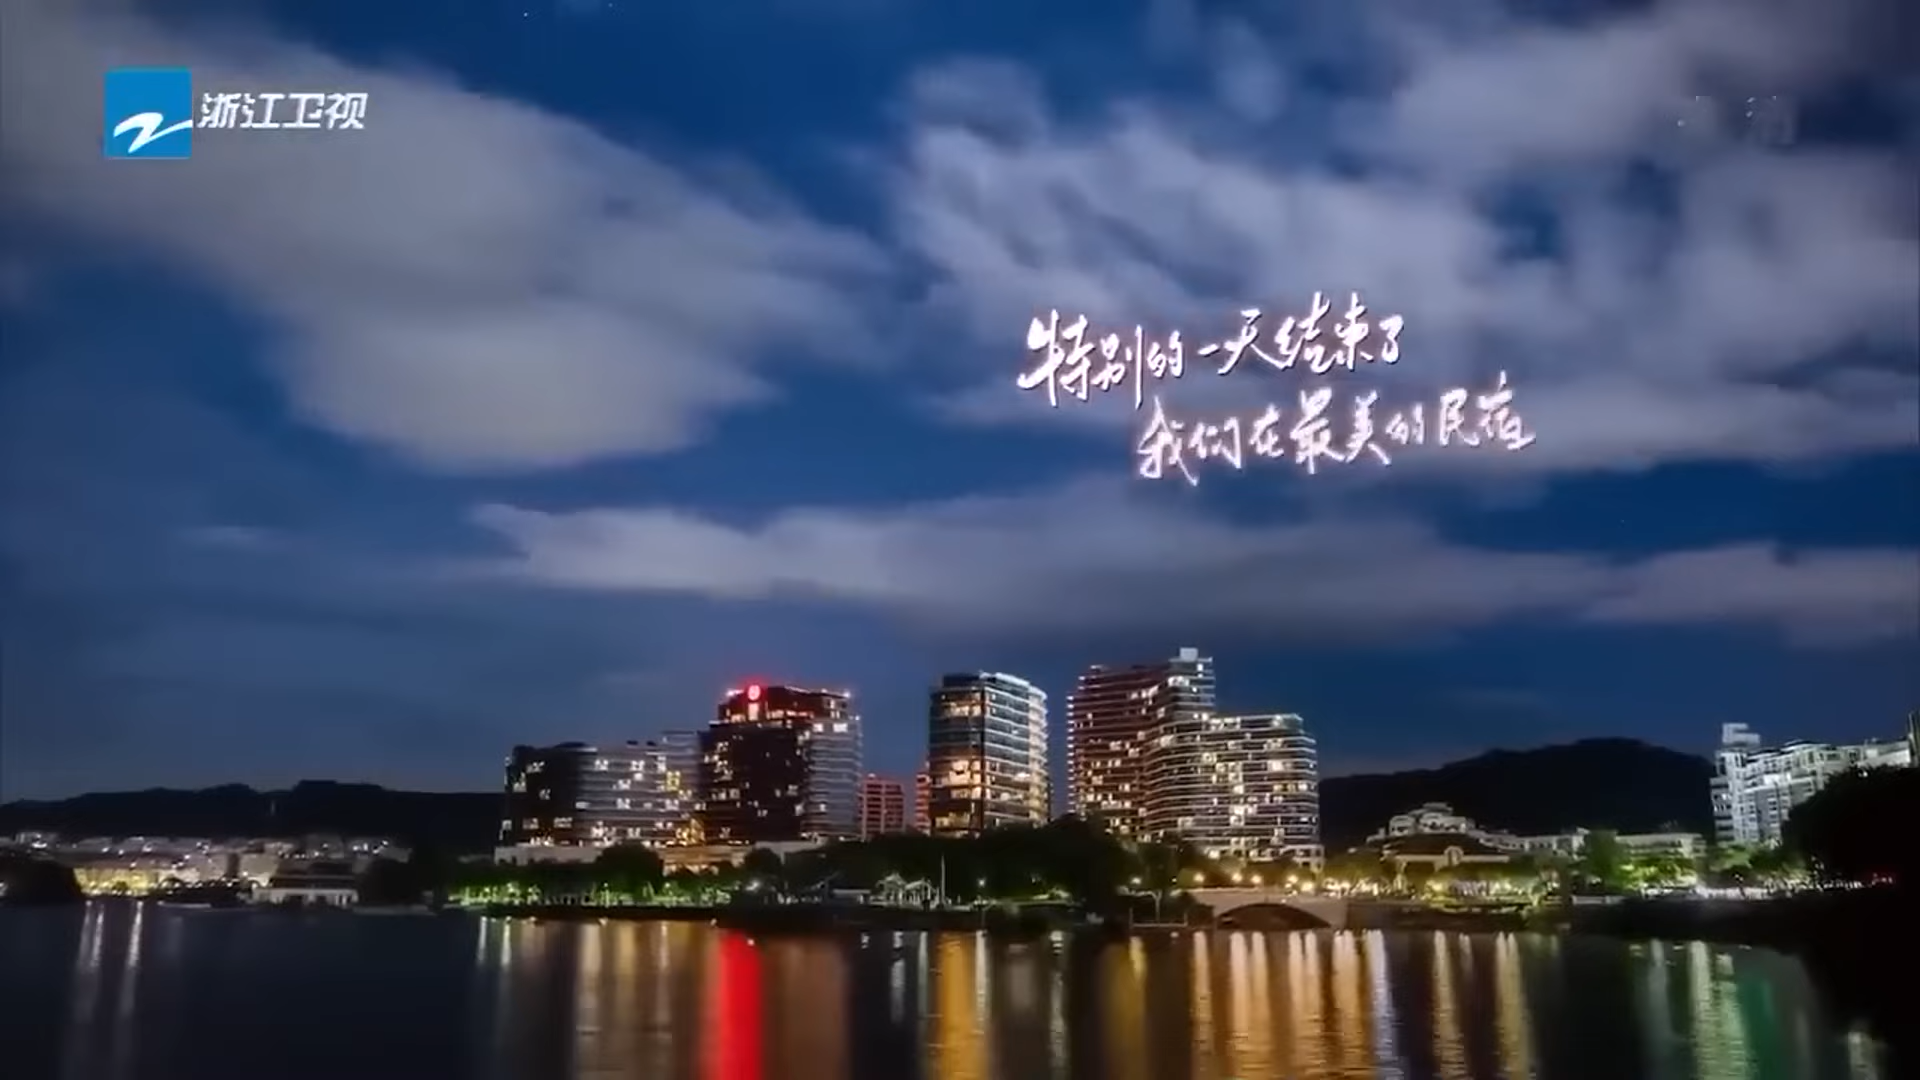 浙江卫视
特别的一天结束了
我们在最美的民宿